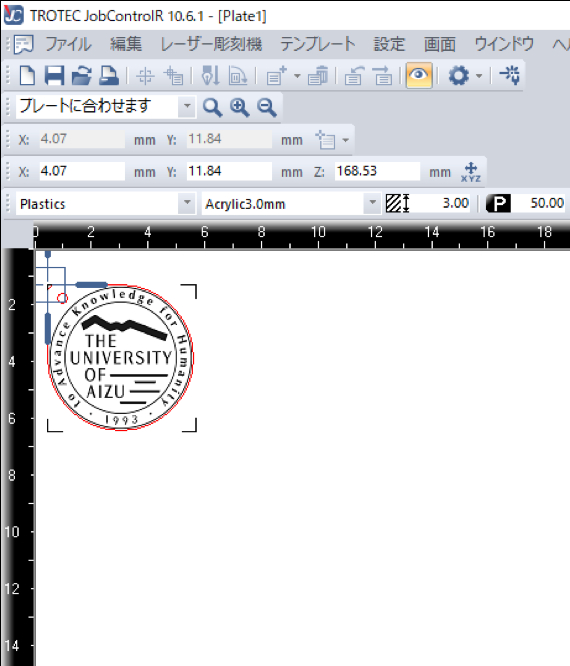 TROTEC JobControlR 10.6.1 - [Plate1]
ファイル 編集 レーザー彫刻機 テンプレート 設定 画面 ウインドウ ヘル
プレートに合わせます
X: 4.07 mm Y: 11.84 mm
X: 4.07 mm Y: 11.84 mm Z: 168.53 mm XYZ
Plastics Acrylic3.0mm 3.00 P 50.00
0 2 4 6 8 10 12 14 16 18
2
4
6
8
10
12
14
to Advance Knowledge for Humanity
THE
UNIVERSITY
OF
AIZU
· 1993 ·